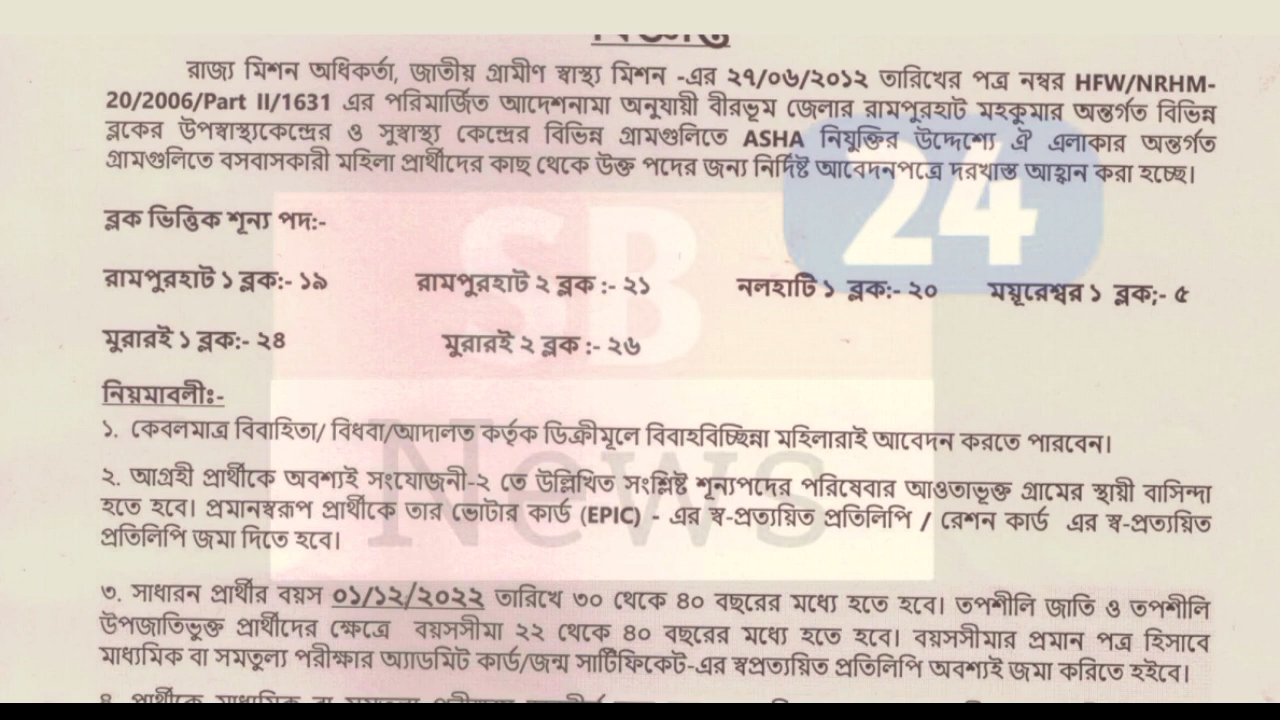 রাজ্য মিশন অধিকর্তা, জাতীয় গ্রামীণ স্বাস্থ্য মিশন -এর ২৭/০৬/২০১২ তারিখের পত্র নম্বর HFW/NRHM-
20/2006/Part II/1631 এর পরিমার্জিত আদেশনামা অনুযায়ী বীরভূম জেলার রামপুরহাট মহকুমার অন্তর্গত বিভিন্ন
ব্লকের উপস্বাস্থ্যকেন্দ্রের ও সুস্বাস্থ্য কেন্দ্রের বিভিন্ন গ্রামগুলিতে ASHA নিযুক্তির উদ্দেশ্যে ঐ এলাকার অন্তর্গত
গ্রামগুলিতে বসবাসকারী মহিলা প্রার্থীদের কাছ থেকে উক্ত পদের জন্য নির্দিষ্ট আবেদনপত্রে দরখাস্ত আহ্বান করা হচ্ছে।
24
ব্লক ভিত্তিক শূন্য পদ:-
SB
রামপুরহাট ১ ব্লক:- ১৯ রামপুরহাট ২ ব্লক :- ২১ নলহাটি ১ ব্লক:- ২০ ময়ূরেশ্বর ১ ব্লক;- ৫
মুরারই ১ ব্লক:- ২৪ মুরারই ২ ব্লক :- ২৬
নিয়মাবলী:-
১. কেবলমাত্র বিবাহিতা/ বিধবা/আদালত কর্তৃক ডিক্রীমূলে বিবাহবিচ্ছিন্না মহিলারাই আবেদন করতে পারবেন।
News
২. আগ্রহী প্রার্থীকে অবশ্যই সংযোজনী-২ তে উল্লিখিত সংশ্লিষ্ট শূন্যপদের পরিষেবার আওতাভূক্ত গ্রামের স্থায়ী বাসিন্দা
হতে হবে। প্রমানস্বরূপ প্রার্থীকে তার ভোটার কার্ড (EPIC) - এর স্ব-প্রত্যয়িত প্রতিলিপি / রেশন কার্ড এর স্ব-প্রত্যয়িত
প্রতিলিপি জমা দিতে হবে।
৩. সাধারন প্রার্থীর বয়স ০১/১২/২০২২ তারিখে ৩০ থেকে ৪০ বছরের মধ্যে হতে হবে। তপশীলি জাতি ও তপশীলি
উপজাতিভুক্ত প্রার্থীদের ক্ষেত্রে বয়সসীমা ২২ থেকে ৪০ বছরের মধ্যে হতে হবে। বয়সসীমার প্রমান পত্র হিসাবে
মাধ্যমিক বা সমতুল্য পরীক্ষার অ্যাডমিট কার্ড/জন্ম সার্টিফিকেট-এর স্বপ্রত্যয়িত প্রতিলিপি অবশ্যই জমা করিতে হইবে।